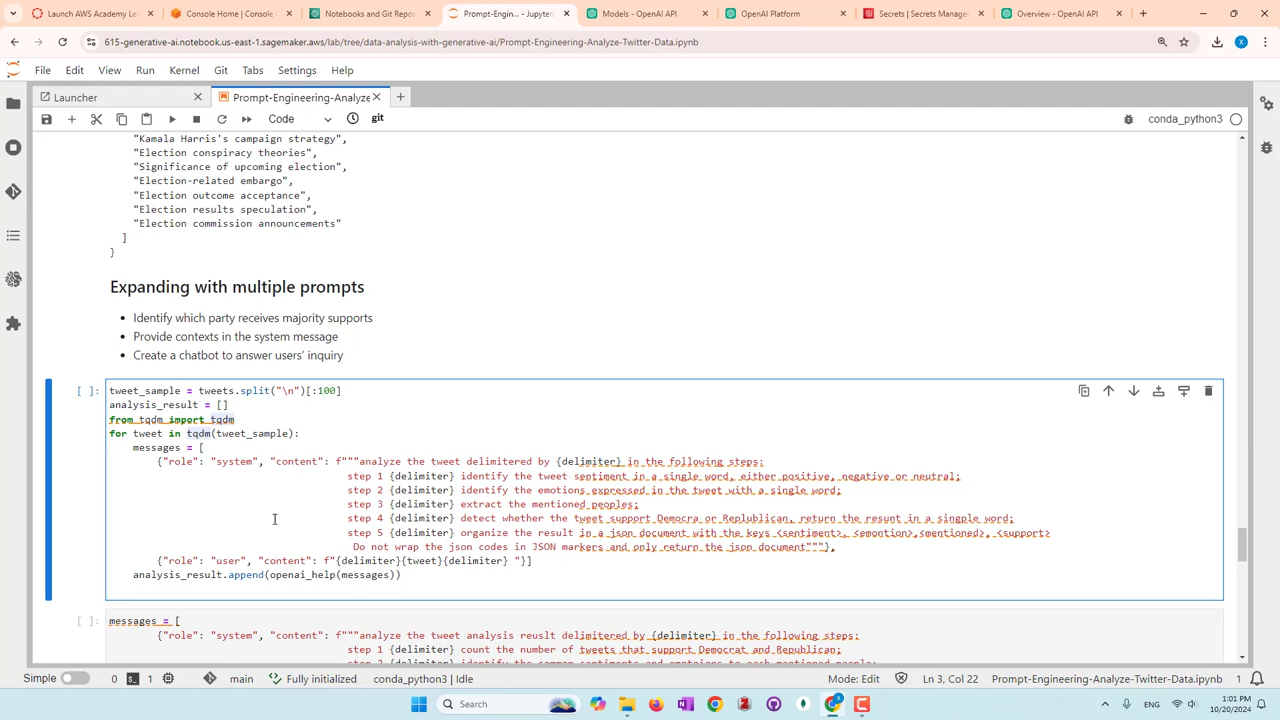 Launch AWS Academy Lea
Console Home | Console
Notebooks and Git Repos
Prompt-Engin... - Jupyterl
Models - OpenAI API
OpenAI Platform
Secrets | Secrets Manage
Overview - OpenAI API
615-generative-ai.notebook.us-east-1.sagemaker.aws/lab/tree/data-analysis-with-generative-ai/Prompt-Engineering-Analyze-Twitter-Data.ipynb
File Edit View Run Kernel Git Tabs Settings Help
Launcher
Prompt-Engineering-Analyze
Code
git
conda_python3
"Kamala Harris's campaign strategy",
"Election conspiracy theories",
"Significance of upcoming election",
"Election-related embargo",
"Election outcome acceptance",
"Election results speculation",
"Election commission announcements"
]
}
Expanding with multiple prompts
• Identify which party receives majority supports
• Provide contexts in the system message
• Create a chatbot to answer users' inquiry
[ ]: tweet_sample = tweets.split("\n")[:100]
analysis_result = []
from tqdm import tqdm
for tweet in tqdm(tweet_sample):
messages = [
{"role": "system", "content": f"""analyze the tweet delimitered by {delimiter} in the following steps:
step 1 {delimiter} identify the tweet sentiment in a single word, either positive, negative or neutral;
step 2 {delimiter} identify the emotions expressed in the tweet with a single word;
step 3 {delimiter} extract the mentioned peoples;
step 4 {delimiter} detect whether the tweet support Democra or Replublican, return the resunt in a singple word;
step 5 {delimiter} organize the result in a json document with the keys <sentiment>, <emontion>,<mentioned>, <support>
Do not wrap the json codes in JSON markers and only return the json document"""},
{"role": "user", "content": f"{delimiter}{tweet}{delimiter} "}]
analysis_result.append(openai_help(messages))
[ ]: messages = [
{"role": "system", "content": f"""analyze the tweet analysis reuslt delimitered by {delimiter} in the following steps:
step 1 {delimiter} count the number of tweets that support Democrat and Republican;
Simple 0 1 main Fully initialized conda_python3 | Idle Mode: Edit Ln 3, Col 22 Prompt-Engineering-Analyze-Twitter-Data.ipynb 1
Search
ENG
1:01 PM
10/20/2024